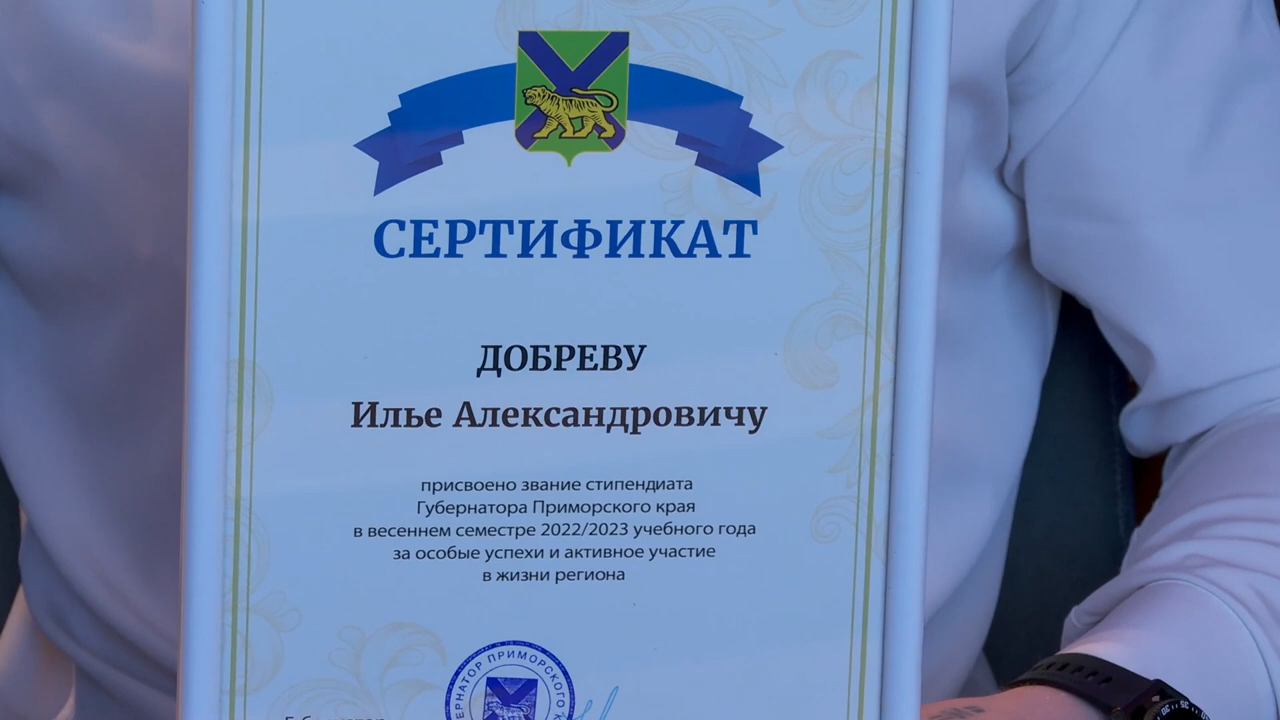 СЕРТИФИКАТ
ДОБРЕВУ
Илье Александровичу
присвоено звание стипендиата
Губернатора Приморского края
в весеннем семестре 2022/2023 учебного года
за особые успехи и активное участие
в жизни региона
ПРИМОРСКОГО